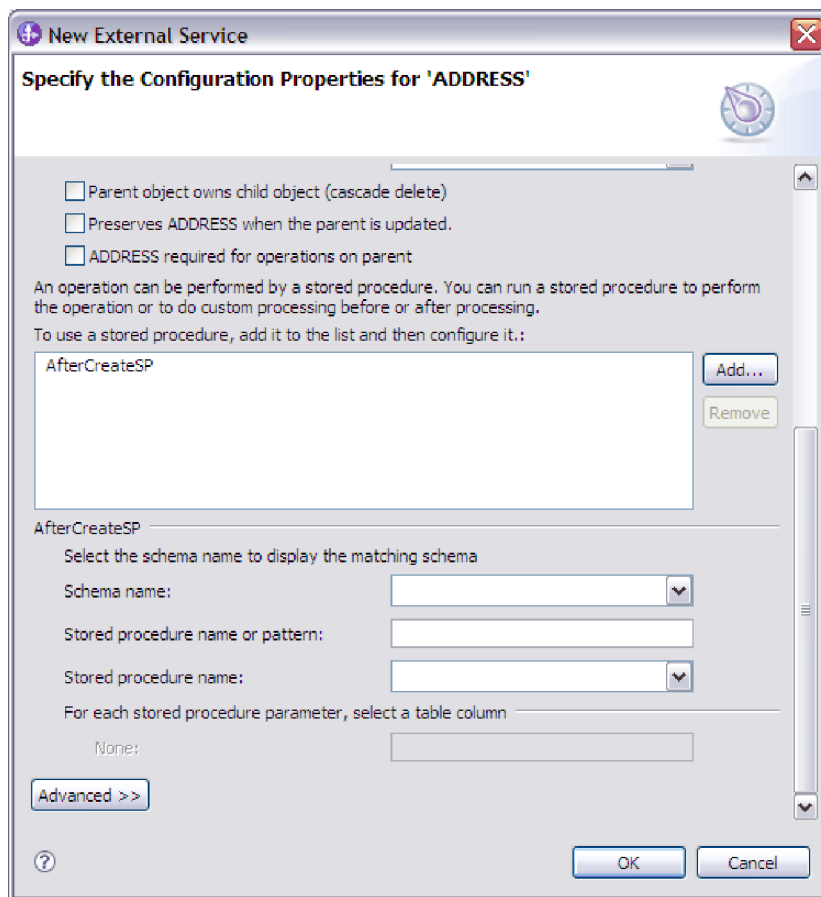 New External Service
Specify the Configuration Properties for 'ADDRESS'
Parent object owns child object (cascade delete)
Preserves ADDRESS when the parent is updated.
ADDRESS required for operations on parent
An operation can be performed by a stored procedure. You can run a stored procedure to perform
the operation or to do custom processing before or after processing.
To use a stored procedure, add it to the list and then configure it.:
AfterCreateSP
Add...
Remove
AfterCreateSP
Select the schema name to display the matching schema
Schema name:
Stored procedure name or pattern:
Stored procedure name:
For each stored procedure parameter, select a table column
None:
Advanced >>
?
OK
Cancel